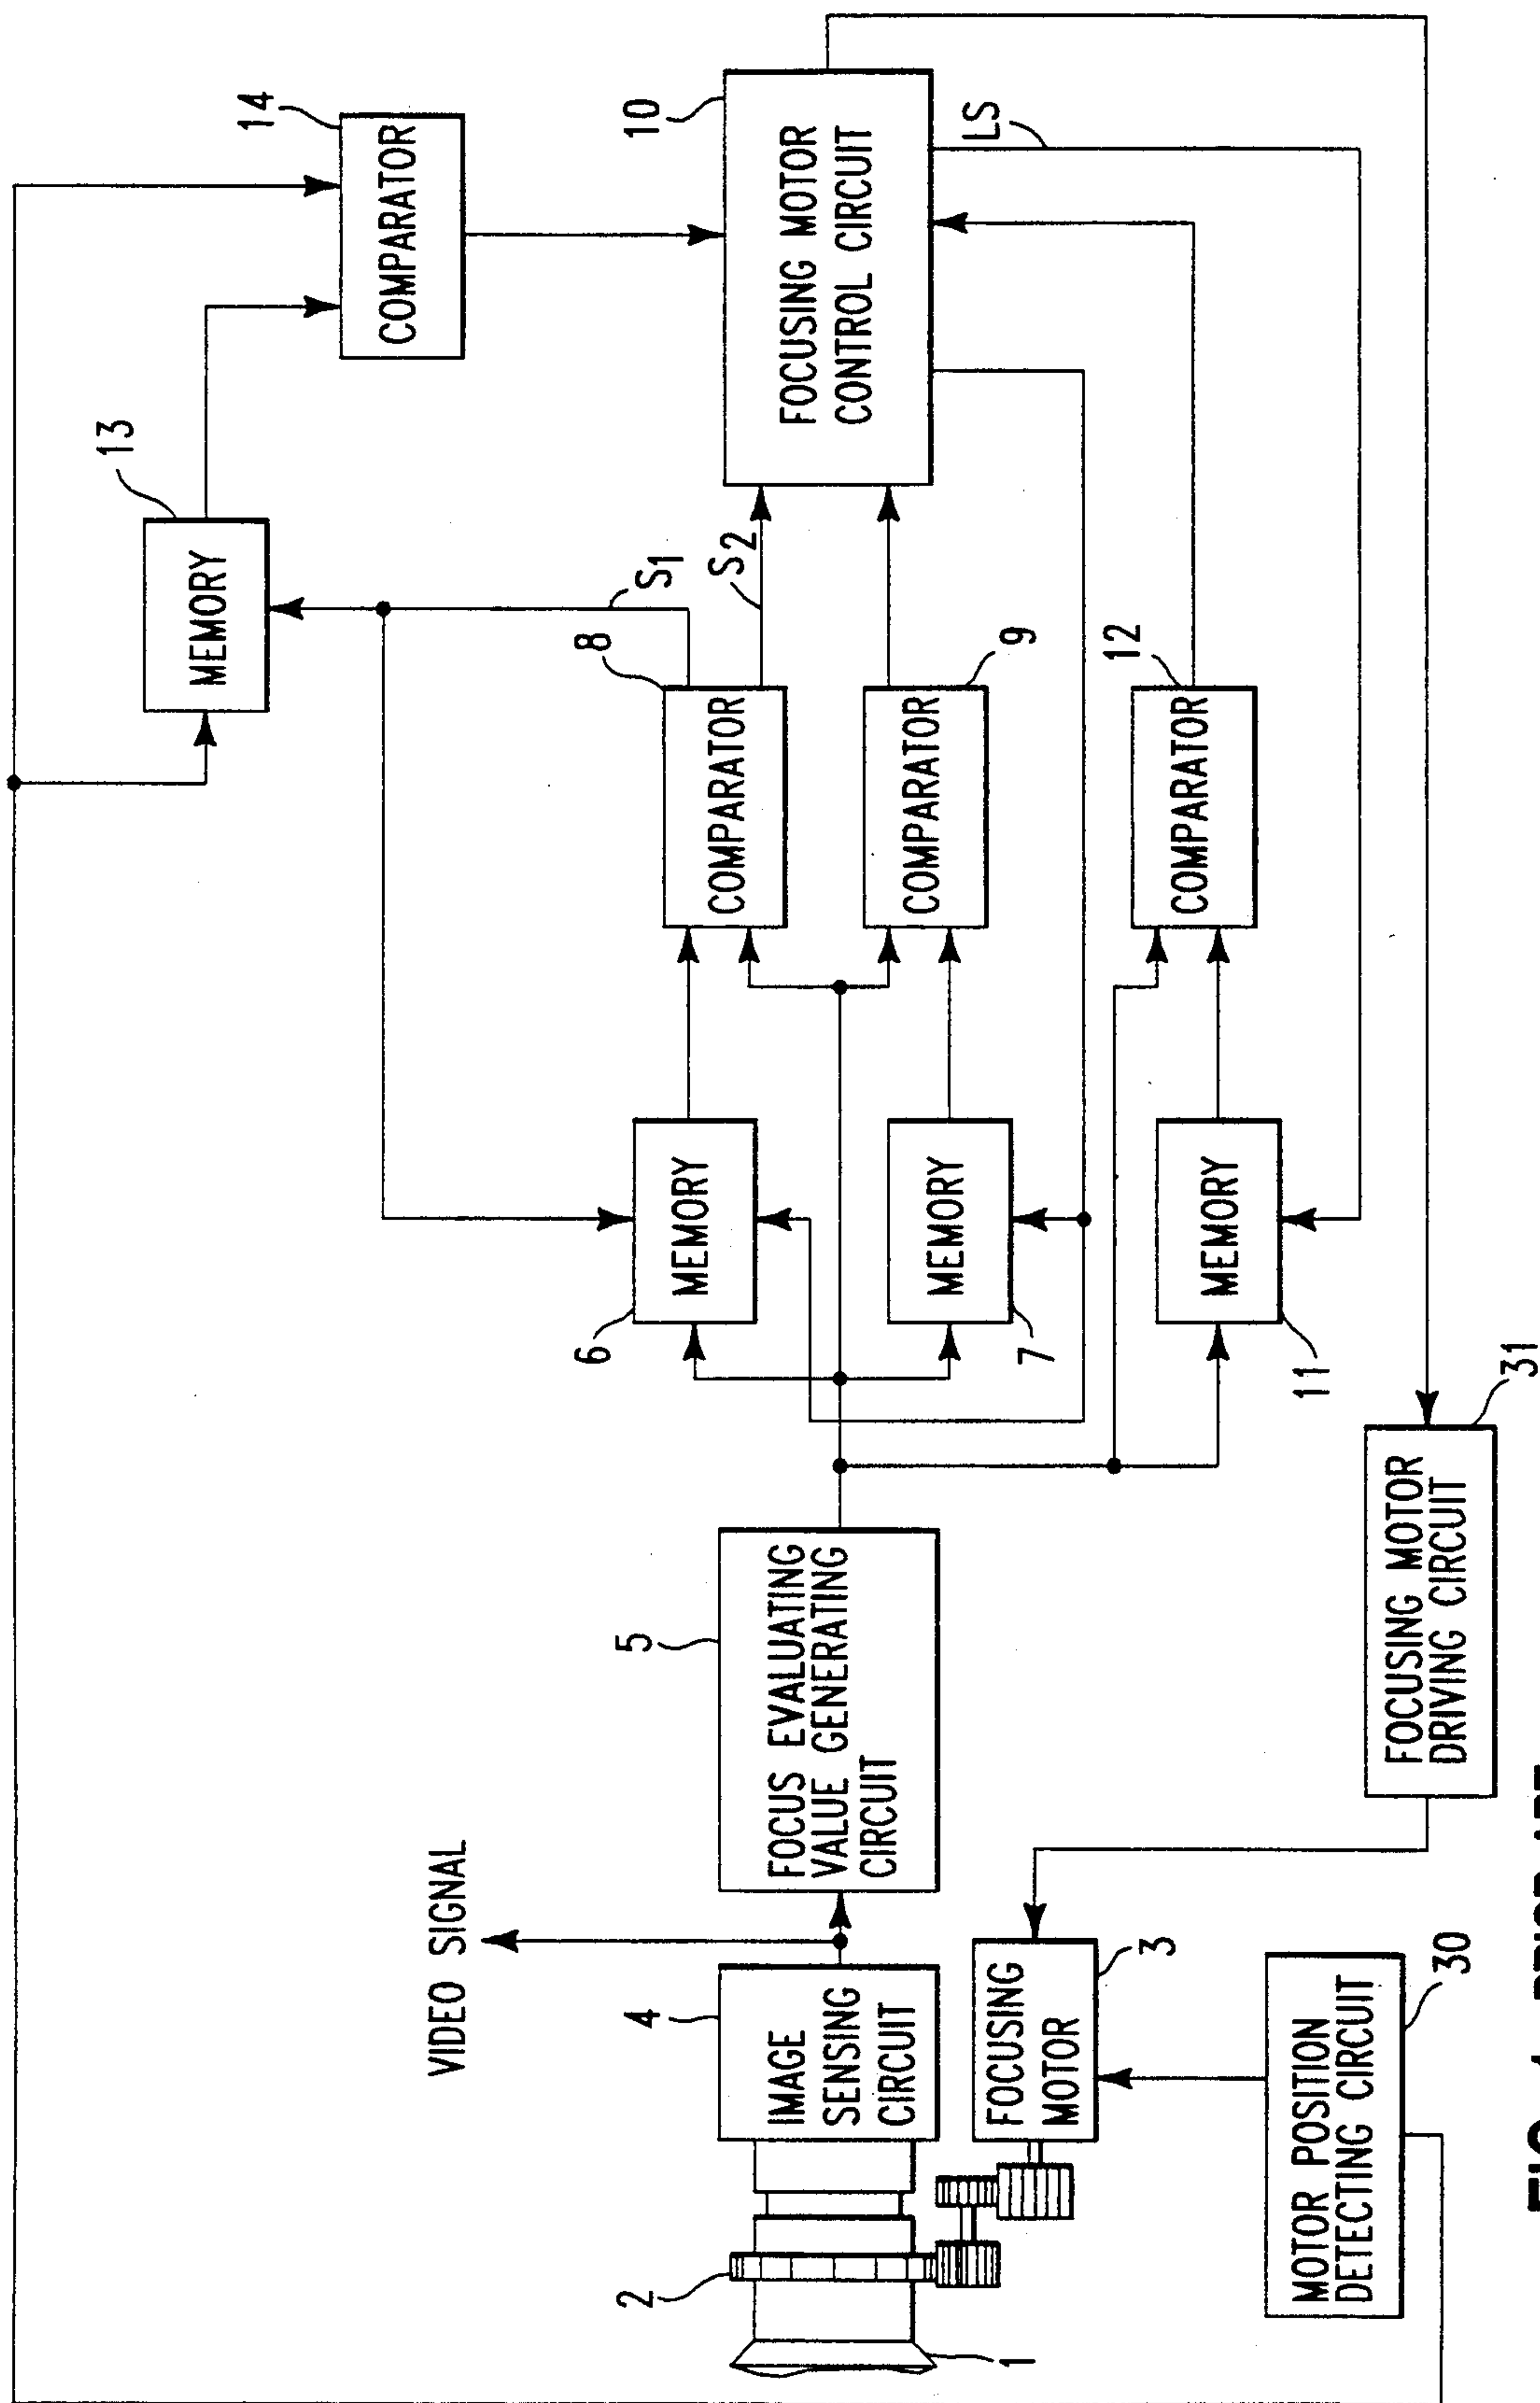 VIDEO SIGNAL
1
2
IMAGE
SENSING
CIRCUIT
4
FOCUSING
MOTOR
3
MOTOR POSITION
DETECTING CIRCUIT
30
FOCUS EVALUATING
VALUE GENERATING
CIRCUIT
5
FOCUSING MOTOR
DRIVING CIRCUIT
31
MEMORY
6
MEMORY
7
MEMORY
11
COMPARATOR
8
COMPARATOR
9
COMPARATOR
12
S1
S2
MEMORY
13
COMPARATOR
14
FOCUSING MOTOR
CONTROL CIRCUIT
10
LS